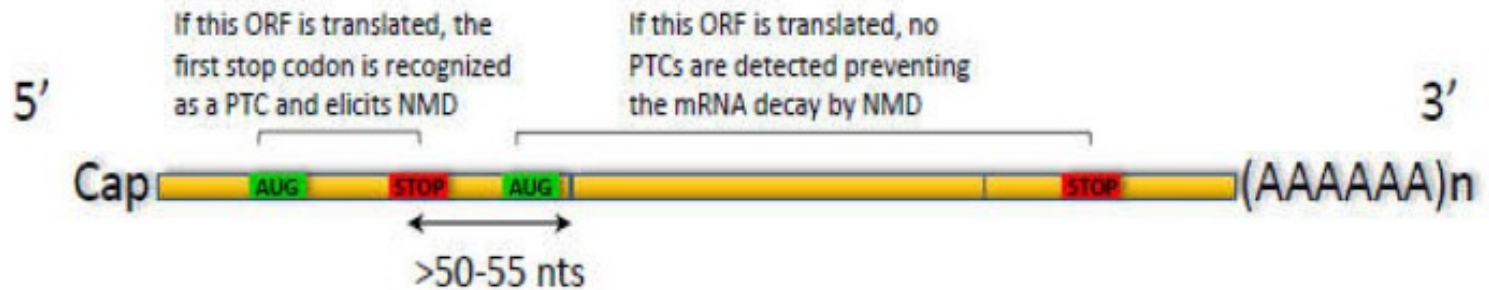 If this ORF is translated, the
first stop codon is recognized
as a PTC and elicits NMD
If this ORF is translated, no
PTCs are detected preventing
the mRNA decay by NMD
5′ 3′
Cap AUG STOP AUG STOP (AAAAAA)n
>50-55 nts